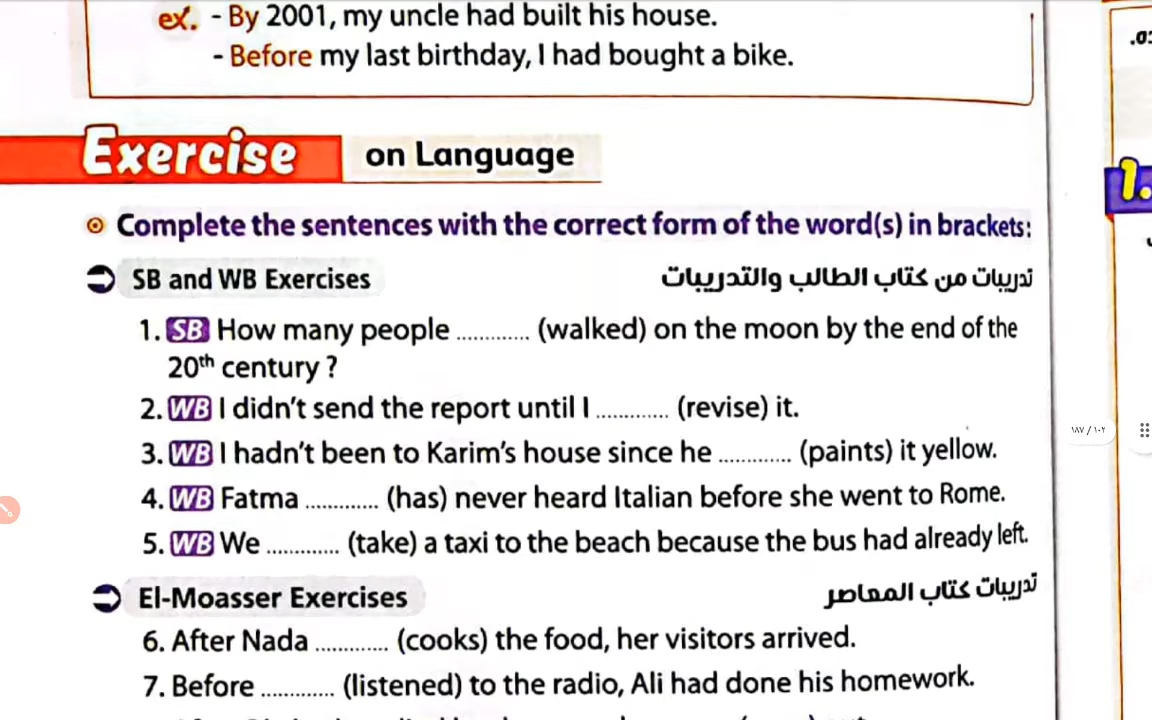 ex. - By 2001, my uncle had built his house.
- Before my last birthday, I had bought a bike.
Exercise on Language
Complete the sentences with the correct form of the word(s) in brackets:
SB and WB Exercises تدريبات من كتاب الطالب والتدريبات
1. SB How many people ............ (walked) on the moon by the end of the
20th century ?
2. WB I didn't send the report until I ............ (revise) it.
3. WB I hadn't been to Karim's house since he ............ (paints) it yellow.
4. WB Fatma ............ (has) never heard Italian before she went to Rome.
5. WB We ............ (take) a taxi to the beach because the bus had already left.
El-Moasser Exercises تدريبات كتاب المعاصر
6. After Nada ............ (cooks) the food, her visitors arrived.
7. Before ............ (listened) to the radio, Ali had done his homework.
١٨٧ / ١٠٢
1.